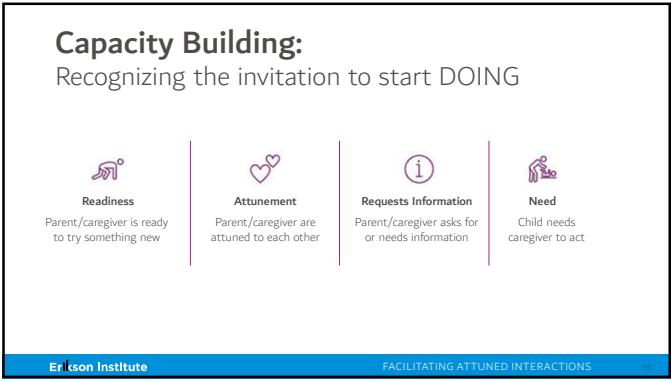 Capacity Building:
Recognizing the invitation to start DOING
i
Readiness
Parent/caregiver is ready
to try something new
Attunement
Parent/caregiver are
attuned to each other
Requests Information
Parent/caregiver asks for
or needs information
Need
Child needs
caregiver to act
Erikson Institute
FACILITATING ATTUNED INTERACTIONS
77